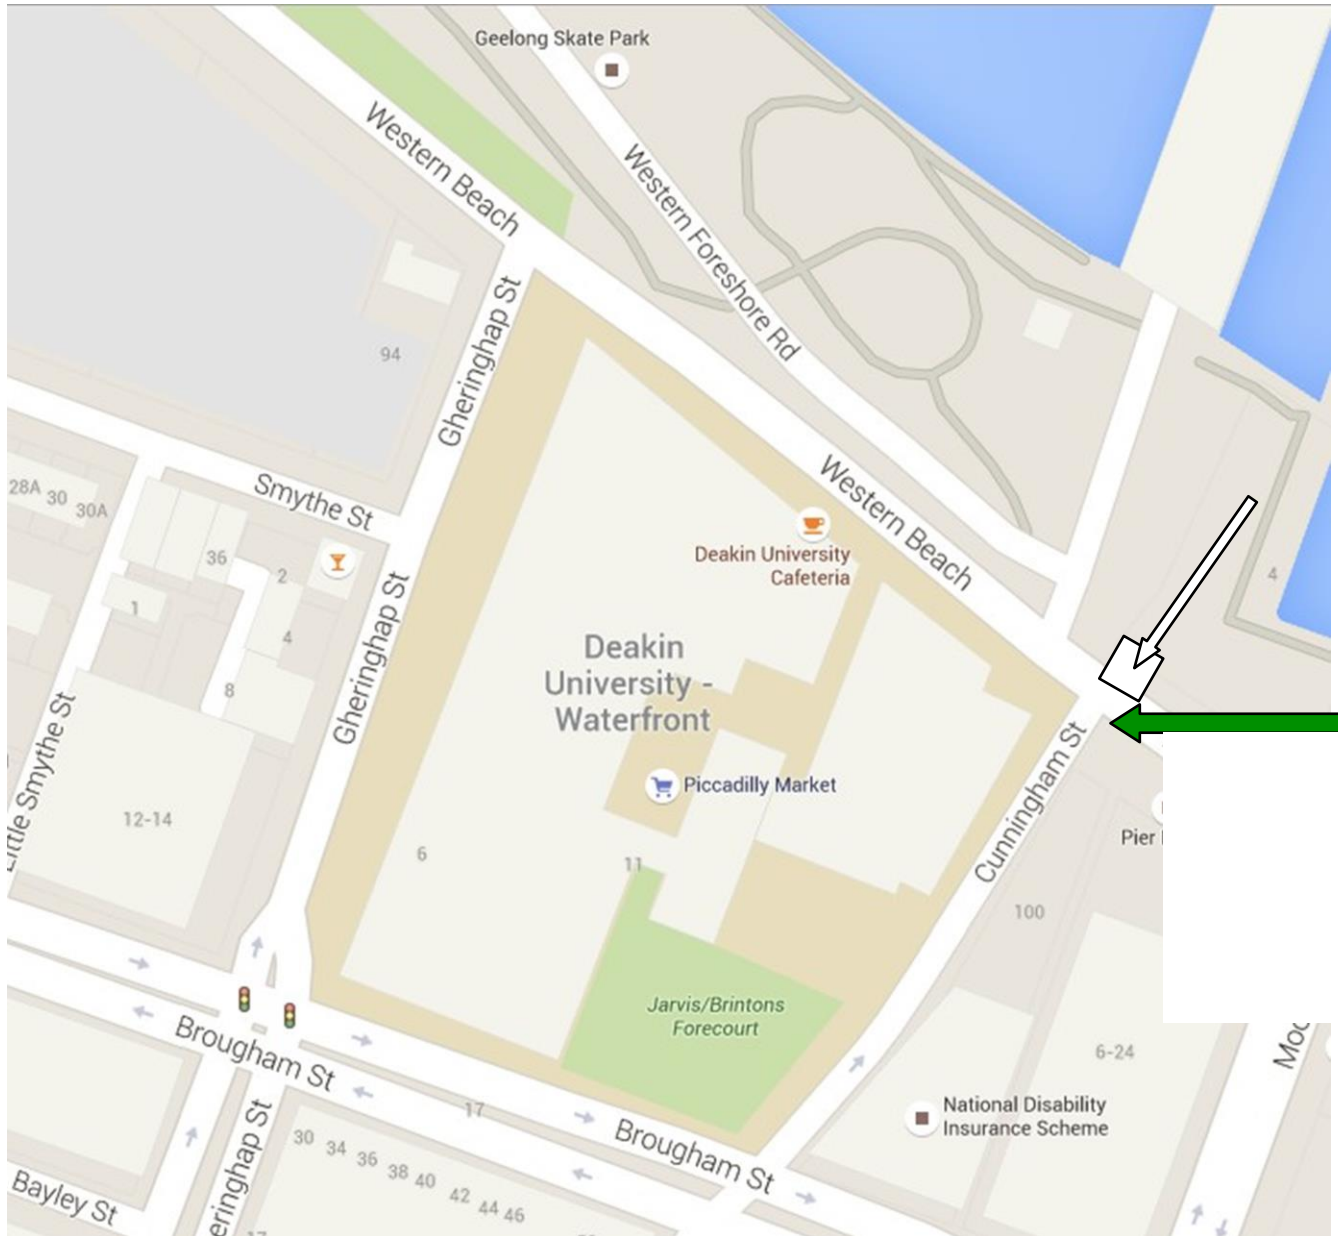 Geelong Skate Park
Western Beach
Western Foreshore Rd
Gheringhap St
94
Smythe St
28A
30
30A
36
2
1
4
8
Western Beach
Deakin University
Cafeteria
4
Deakin
University -
Waterfront
Gheringhap St
Little Smythe St
12-14
Piccadilly Market
Cunningham St
Pier
6
11
100
Jarvis/Brintons
Forecourt
6-24
Moo
Brougham St
17
Brougham St
National Disability
Insurance Scheme
30
34
36
38
40
42
44
46
Bayley St
eringhap St